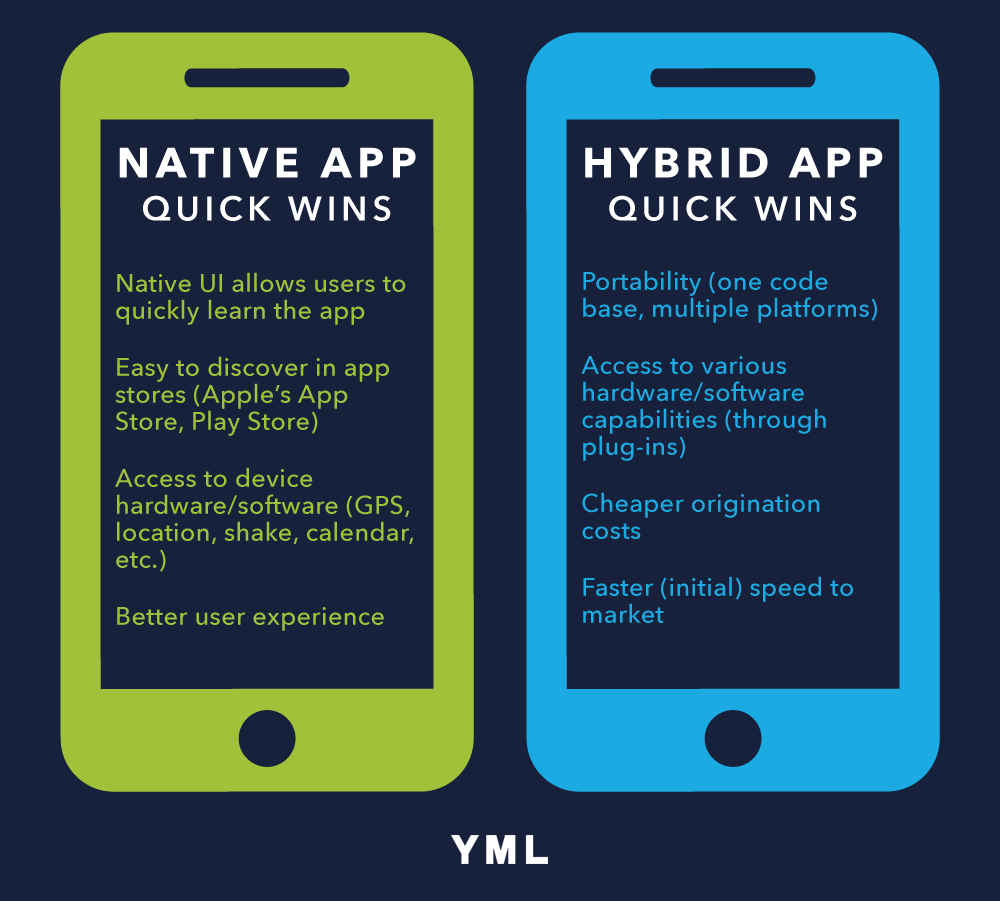 NATIVE APP
QUICK WINS
Native UI allows users to
quickly learn the app
Easy to discover in app
stores (Apple’s App
Store, Play Store)
Access to device
hardware/software (GPS,
location, shake, calendar,
etc.)
Better user experience
HYBRID APP
QUICK WINS
Portability (one code
base, multiple platforms)
Access to various
hardware/software
capabilities (through
plug-ins)
Cheaper origination
costs
Faster (initial) speed to
market
YML